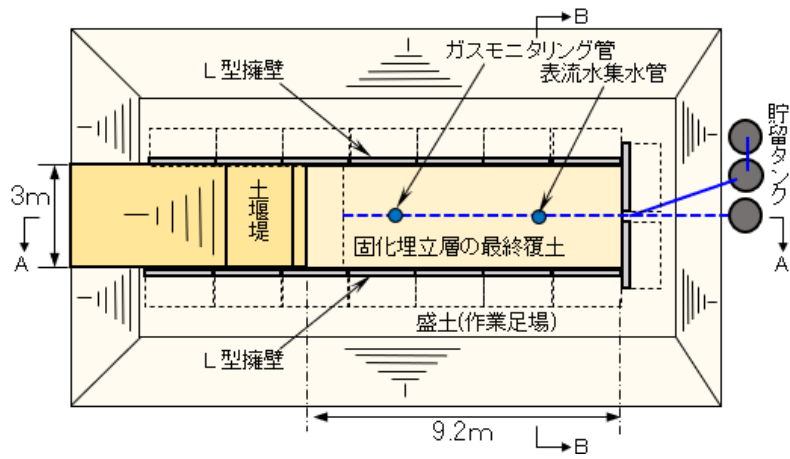 B
ガスモニタリング管
表流水集水管
L型擁壁
貯留タンク
3m
土堰堤
A
A
固化埋立層の最終覆土
盛土(作業足場)
L型擁壁
9.2m
B